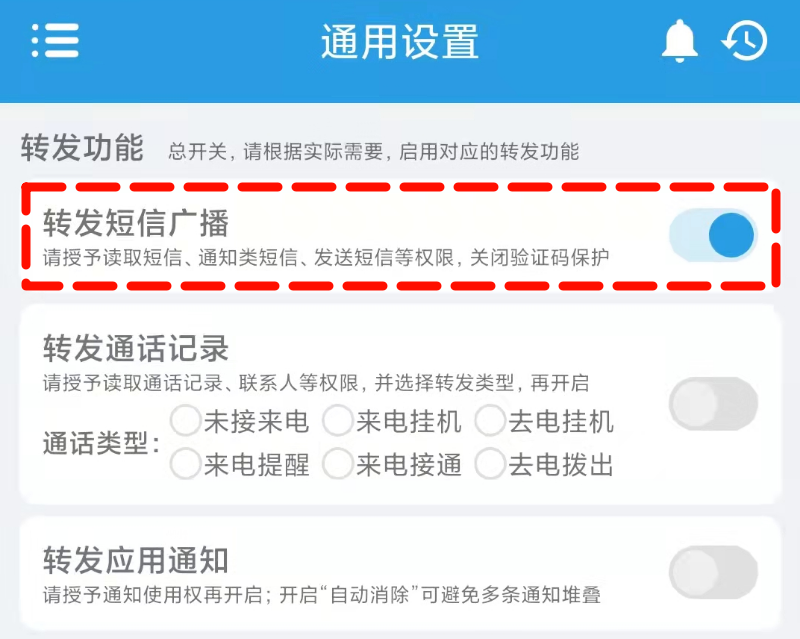 通用设置
转发功能 总开关,请根据实际需要,启用对应的转发功能
转发短信广播
请授予读取短信、通知类短信、发送短信等权限,关闭验证码保护
转发通话记录
请授予读取通话记录、联系人等权限,并选择转发类型,再开启
通话类型:
未接来电 来电挂机 去电挂机
来电提醒 来电接通 去电拨出
转发应用通知
请授予通知使用权再开启;开启“自动消除”可避免多条通知堆叠